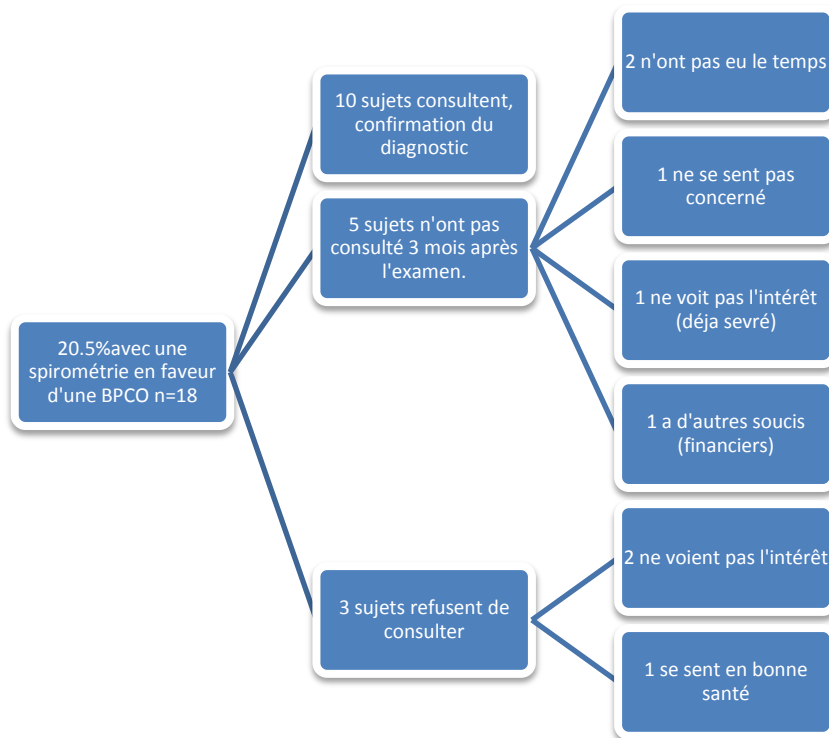 20.5%avec une
spirométrie en faveur
d'une BPCO n=18
10 sujets consultent,
confirmation du
diagnostic
5 sujets n'ont pas
consulté 3 mois après
l'examen.
2 n'ont pas eu le temps
1 ne se sent pas
concerné
1 ne voit pas l'intérêt
(déja sevré)
1 a d'autres soucis
(financiers)
3 sujets refusent de
consulter
2 ne voient pas l'intérêt
1 se sent en bonne
santé